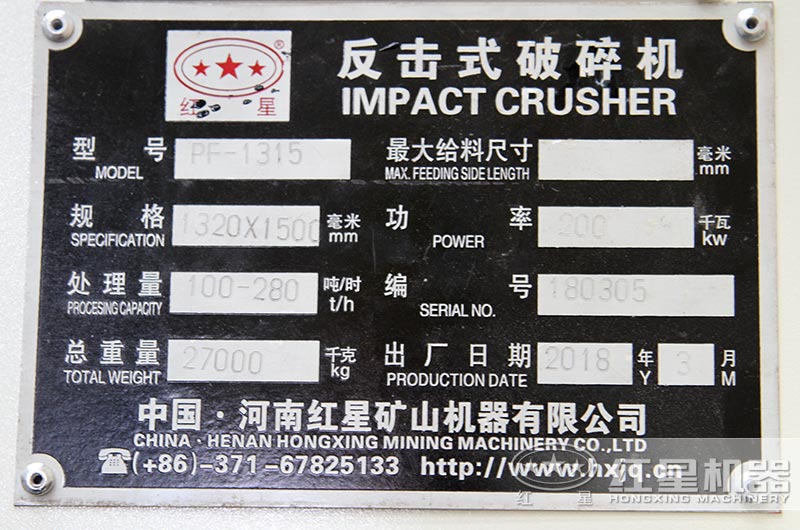 反击式破碎机
IMPACT CRUSHER
®
红 星
型 号 PF-1315 最大给料尺寸 毫米
MODEL MAX. FEEDING SIDE LENGTH mm
规 格 1320X1500 毫米 功 率 200 千瓦
SPECIFICATION mm POWER kw
处理量 100-280 吨/时 编 号 180305
PROCESING CAPACITY t/h SERIAL NO.
总重量 27000 千克 出厂日期 2018 年 3 月
TOTAL WEIGHT kg PRODUCTION DATE Y M
中国·河南红星矿山机器有限公司
CHINA·HENAN HONGXING MINING MACHINERY CO.,LTD
☎(+86)-371-67825133 http://www.hxjq.cn
红 星 红星机器
HONGXING MACHINERY